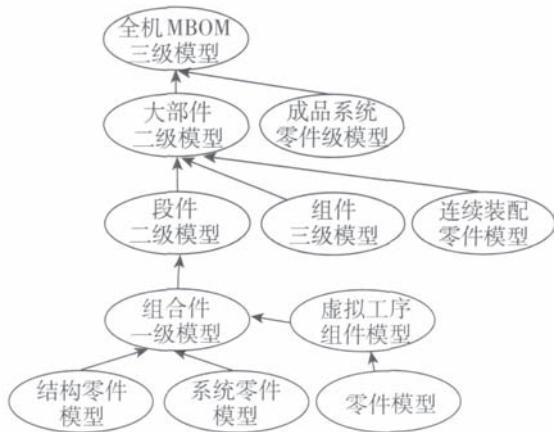 全机MBOM
三级模型
大部件
二级模型
成品系统
零件级模型
段件
二级模型
组件
三级模型
连续装配
零件模型
组合件
一级模型
虚拟工序
组件模型
结构零件
模型
系统零件
模型
零件模型